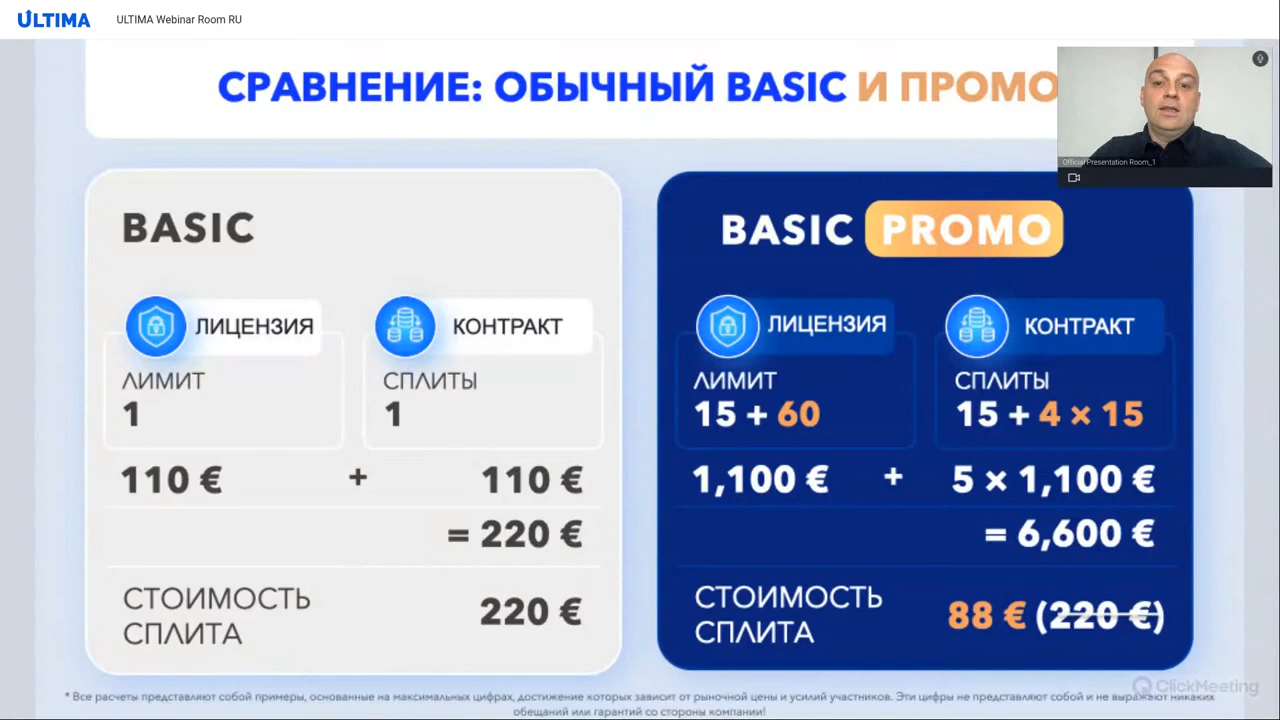 ULTIMA
ULTIMA Webinar Room RU
СРАВНЕНИЕ: ОБЫЧНЫЙ BASIC И ПРОМО
Official Presentation Room_1
BASIC
ЛИЦЕНЗИЯ
КОНТРАКТ
ЛИМИТ
СПЛИТЫ
1
1
110 € + 110 €
= 220 €
СТОИМОСТЬ
СПЛИТА
220 €
BASIC PROMO
ЛИЦЕНЗИЯ
КОНТРАКТ
ЛИМИТ
СПЛИТЫ
15 + 60
15 + 4 × 15
1,100 € + 5 × 1,100 €
= 6,600 €
СТОИМОСТЬ
СПЛИТА
88 € (220 €)
ClickMeeting
* Все расчеты представляют собой примеры, основанные на максимальных цифрах, достижение которых зависит от рыночной цены и усилий участников. Эти цифры не представляют собой и не выражают никаких
обещаний или гарантий со стороны компании!